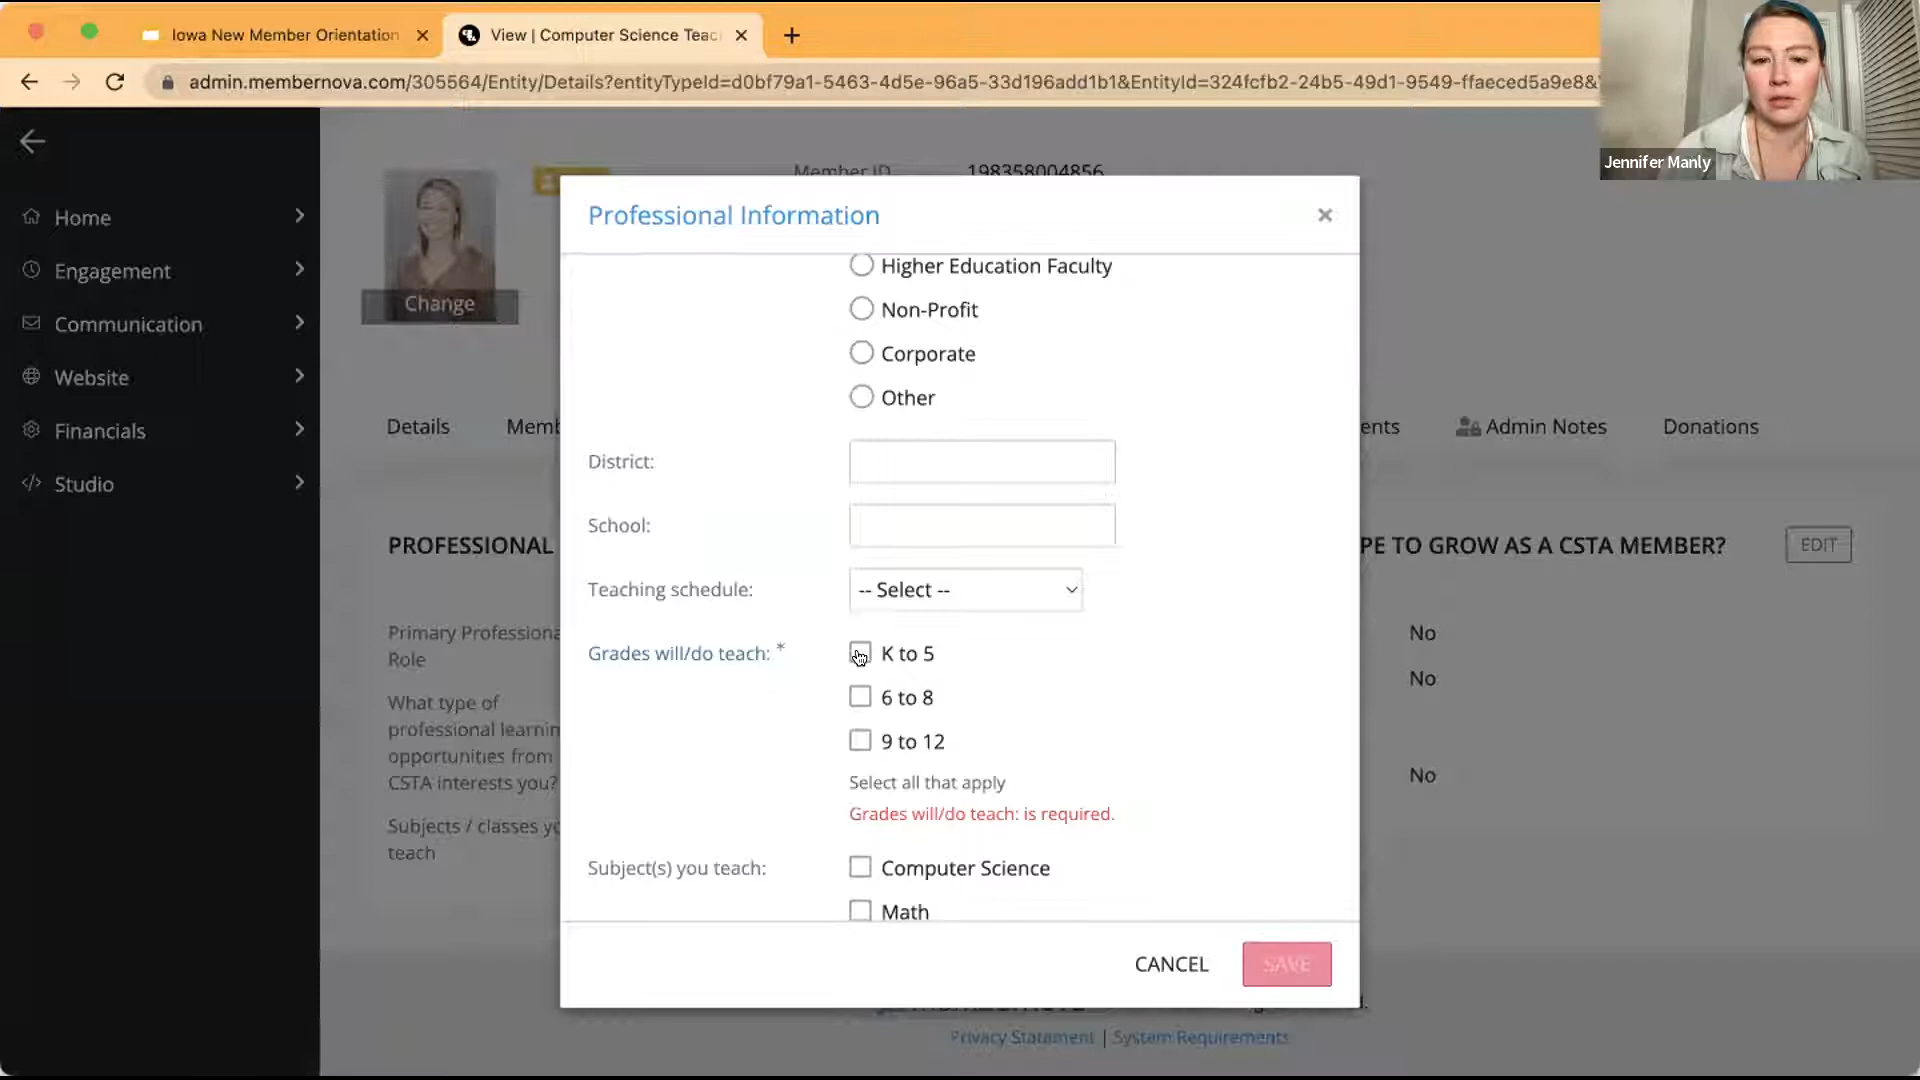 Iowa New Member Orientation
View | Computer Science Teac
admin.membernova.com/305564/Entity/Details?entityTypeId=d0bf79a1-5463-4d5e-96a5-33d196add1b1&EntityId=324fcfb2-24b5-49d1-9549-ffaeced5a9e8&
Jennifer Manly
Home
Engagement
Communication
Website
Financials
Studio
Change
Member ID 198358004856
Details
Memb
ents
Admin Notes
Donations
PROFESSIONAL
PE TO GROW AS A CSTA MEMBER?
EDIT
Primary Professiona
Role
What type of
professional learnin
opportunities from
CSTA interests you?
Subjects / classes yo
teach
No
No
No
Professional Information
×
Higher Education Faculty
Non-Profit
Corporate
Other
District:
School:
Teaching schedule: -- Select --
Grades will/do teach: * K to 5
6 to 8
9 to 12
Select all that apply
Grades will/do teach: is required.
Subject(s) you teach: Computer Science
Math
CANCEL SAVE
Privacy Statement | System Requirements